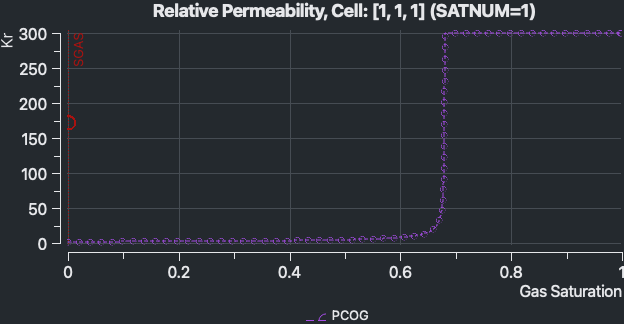 Relative Permeability, Cell: [1, 1, 1] (SATNUM=1)
Kr
300
250
200
150
100
50
0
SGAS
0
0.2
0.4
0.6
0.8
1
Gas Saturation
PCOG